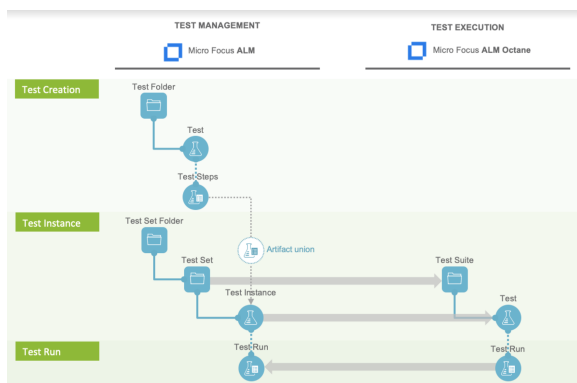 TEST MANAGEMENT
TEST EXECUTION
Micro Focus ALM
Micro Focus ALM Octane
Test Creation
Test Folder
Test
Test Steps
Test Instance
Test Set Folder
Artifact union
Test Set
Test Suite
Test Instance
Test
Test Run
Test Run
Test Run